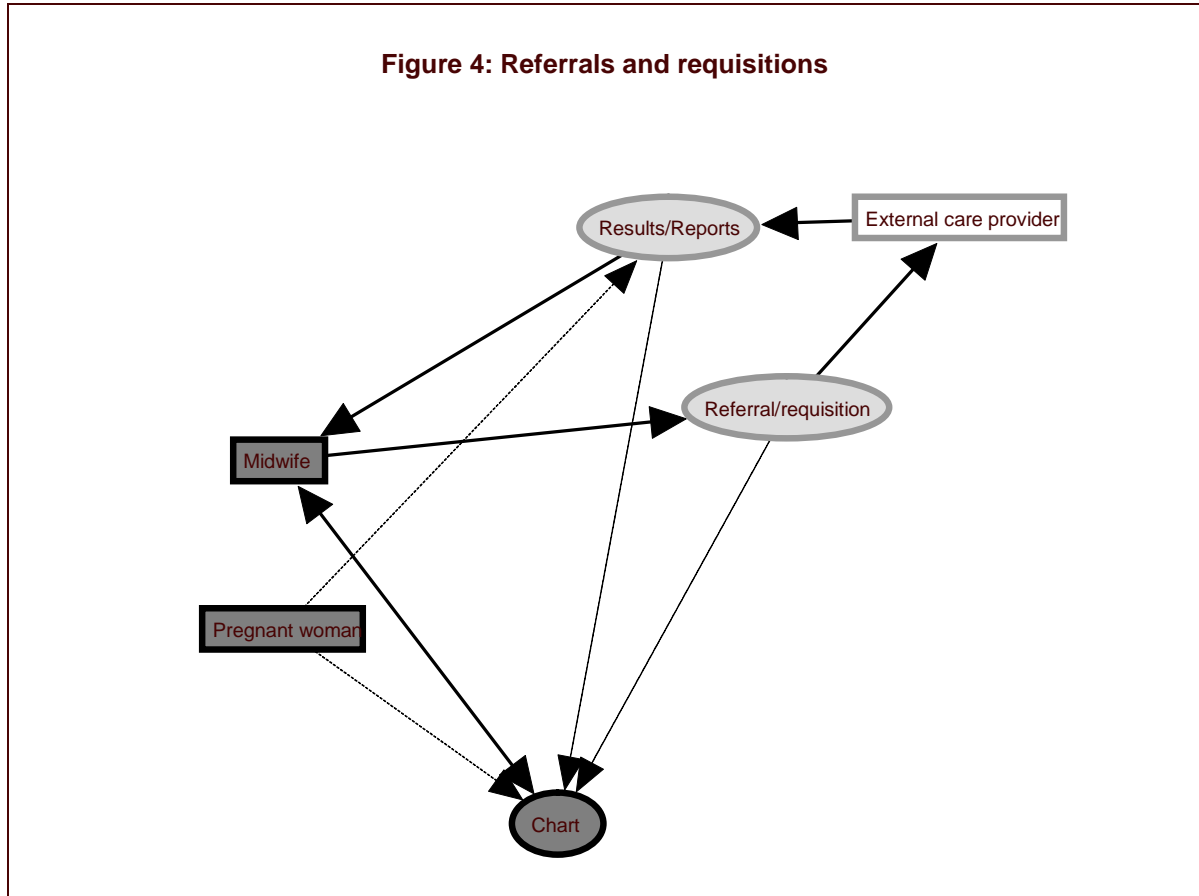 Figure 4: Referrals and requisitions
Results/Reports
External care provider
Referral/requisition
Midwife
Pregnant woman
Chart